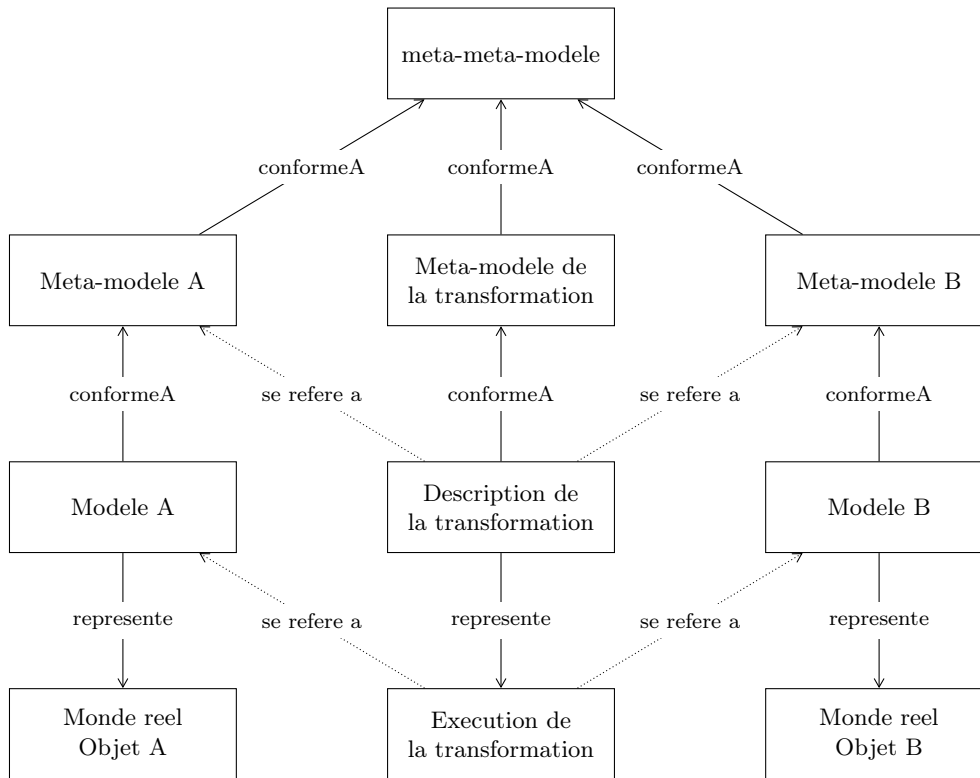 meta-meta-modele
conformeA
conformeA
conformeA
Meta-modele A
Meta-modele de
la transformation
Meta-modele B
conformeA
se refere a
conformeA
se refere a
conformeA
Modele A
Description de
la transformation
Modele B
represente
se refere a
represente
se refere a
represente
Monde reel
Objet A
Execution de
la transformation
Monde reel
Objet B